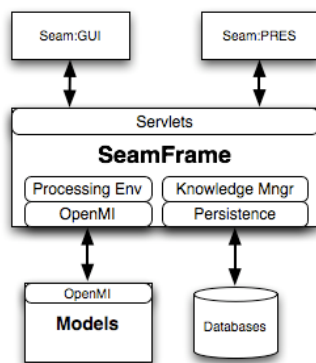 Seam:GUI Seam:PRES
Servlets
SeamFrame
Processing Env Knowledge Mngr
OpenMI Persistence
OpenMI
Models
Databases